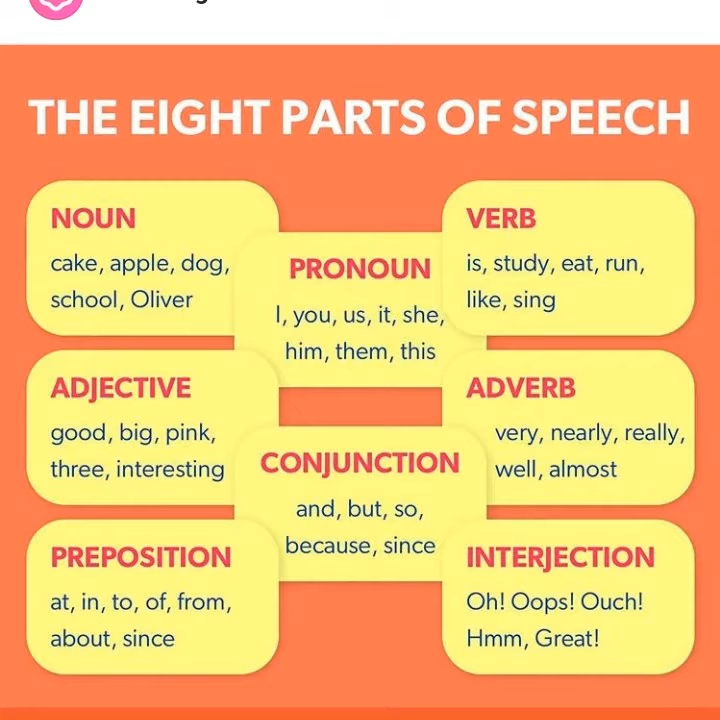 THE EIGHT PARTS OF SPEECH
NOUN
cake, apple, dog,
school, Oliver
PRONOUN
I, you, us, it, she,
him, them, this
VERB
is, study, eat, run,
like, sing
ADJECTIVE
good, big, pink,
three, interesting
CONJUNCTION
and, but, so,
because, since
ADVERB
very, nearly, really,
well, almost
PREPOSITION
at, in, to, of, from,
about, since
INTERJECTION
Oh! Oops! Ouch!
Hmm, Great!